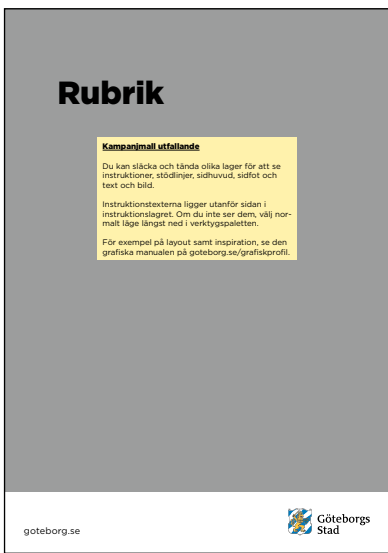 Rubrik
Kampanjmall utfallande
Du kan släcka och tända olika lager för att se
instruktioner, stödlinjer, sidhuvud, sidfot och
text och bild.
Instruktionstexterna ligger utanför sidan i
instruktionslagret. Om du inte ser dem, välj nor-
malt läge längst ned i verktygspaletten.
För exempel på layout samt inspiration, se den
grafiska manualen på goteborg.se/grafiskprofil.
goteborg.se
Göteborgs
Stad